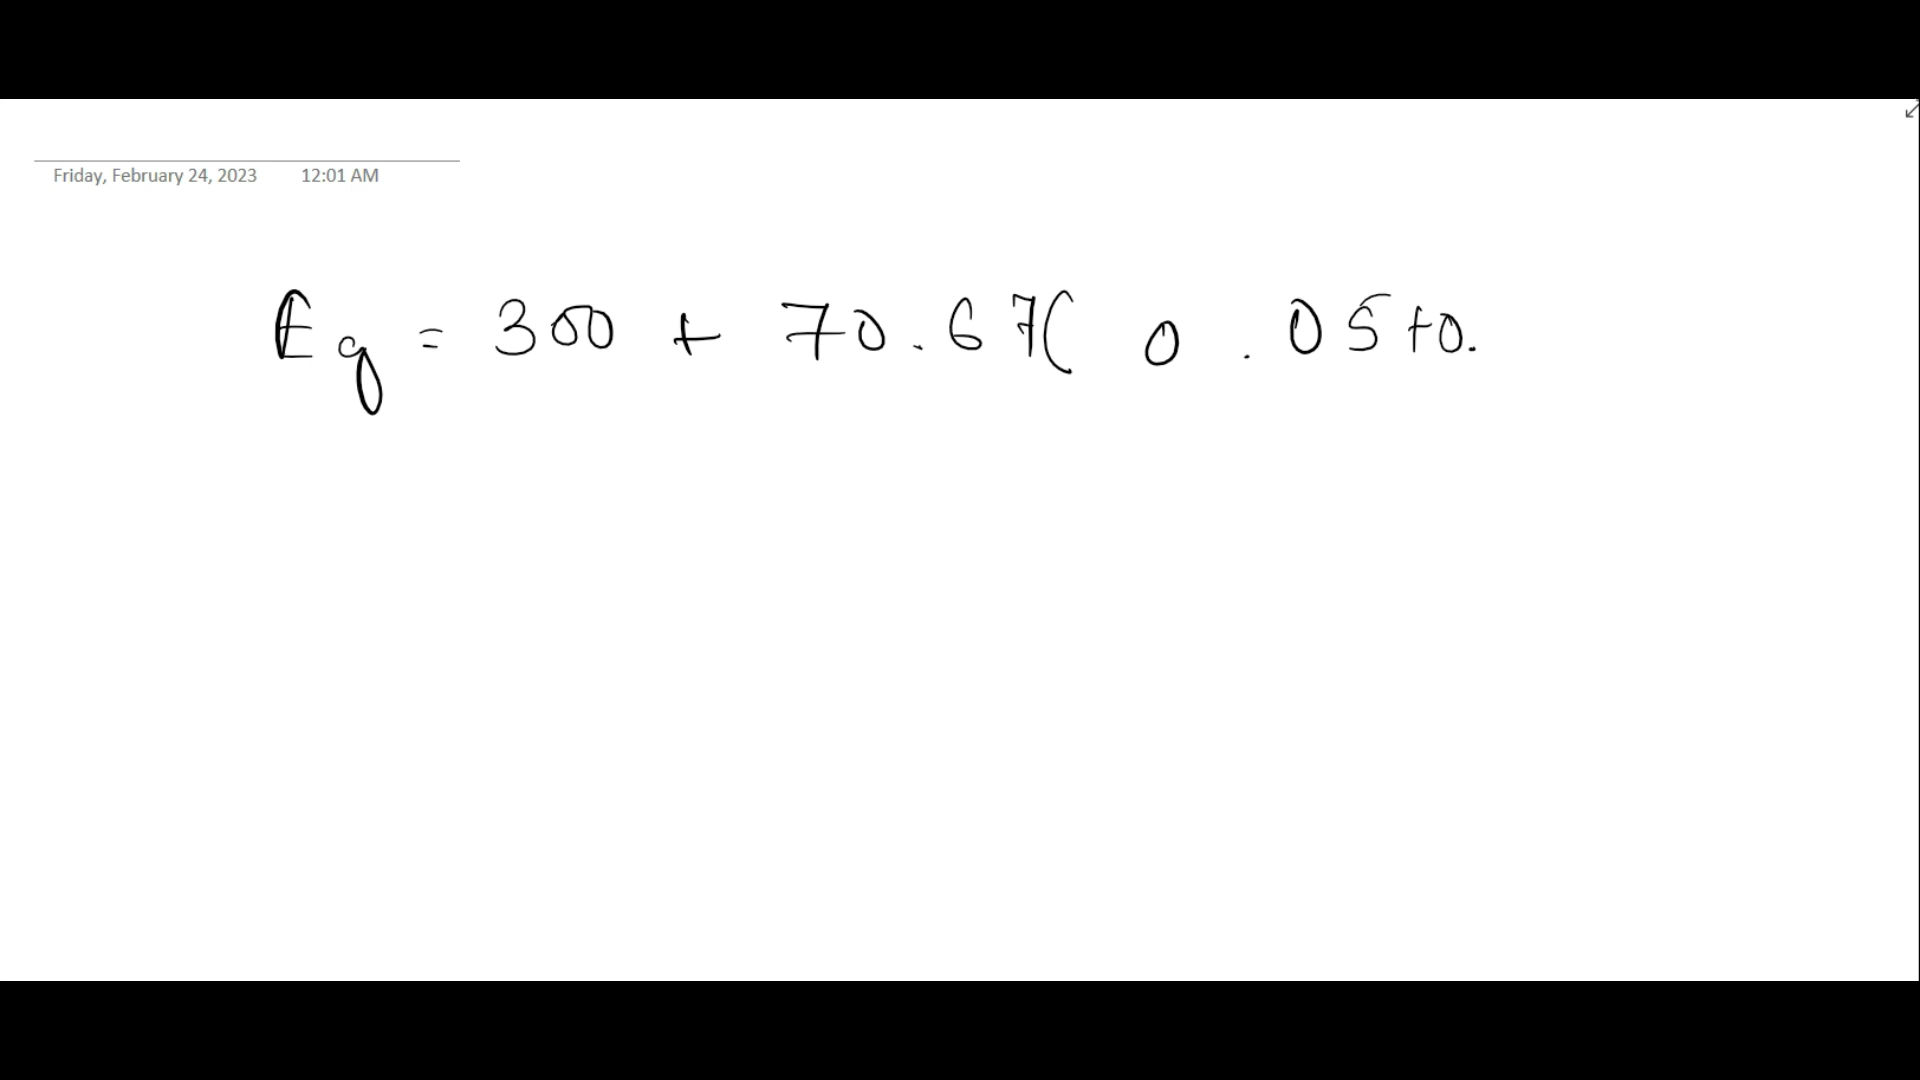 Friday, February 24, 2023 12:01 AM
Eg = 300 + 70.67( 0.05+0.